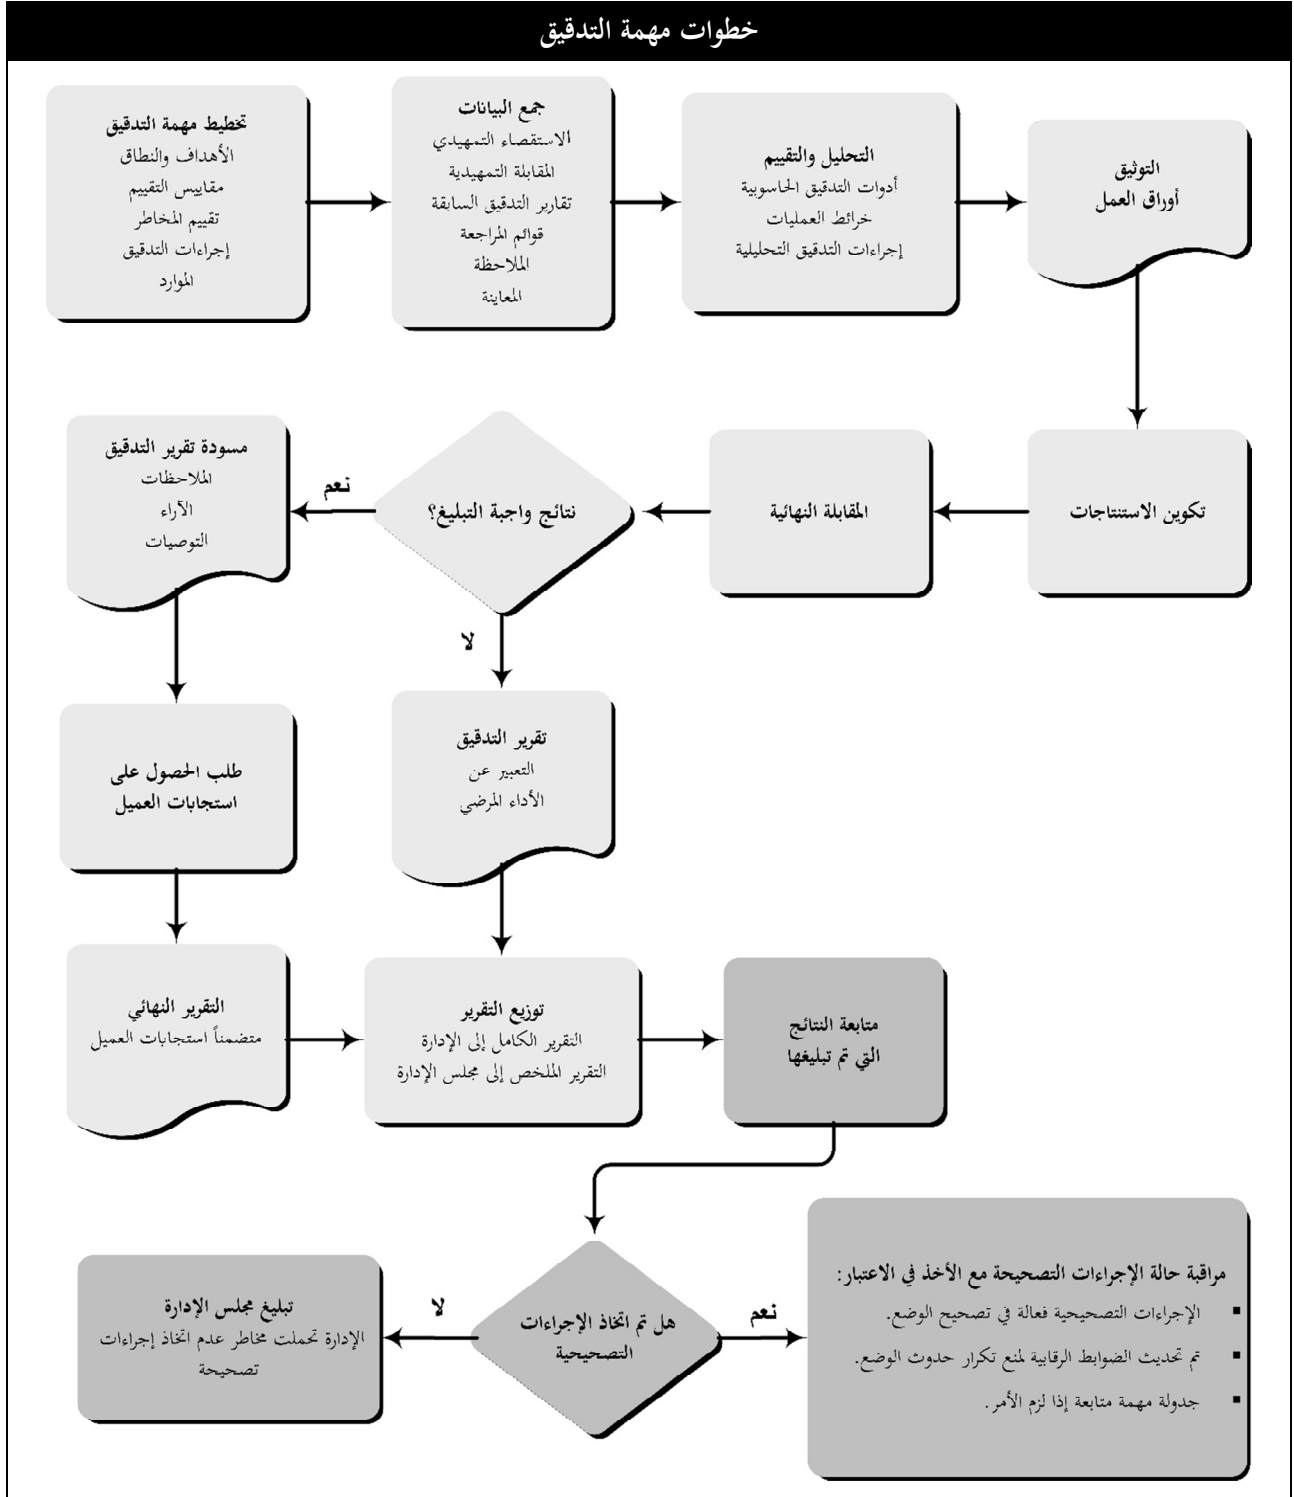 خطوات مهمة التدقيق
تخطيط مهمة التدقيق
الأهداف والنطاق
مقاييس التقييم
تقييم المخاطر
إجراءات التدقيق
الموارد
جمع البيانات
الاستقصاء التمهيدي
المقابلة التمهيدية
تقارير التدقيق السابقة
قوائم المراجعة
الملاحظة
المعاينة
التحليل والتقييم
أدوات التدقيق الحاسوبية
خرائط العمليات
إجراءات التدقيق التحليلية
التوثيق
أوراق العمل
تكوين الاستنتاجات
المقابلة النهائية
نتائج واجبة التبليغ؟
نعم
مسودة تقرير التدقيق
الملاحظات
الآراء
التوصيات
لا
طلب الحصول على
استجابات العميل
تقرير التدقيق
التعبير عن
الأداء المرضي
التقرير النهائي
متضمناً استجابات العميل
توزيع التقرير
التقرير الكامل إلى الإدارة
التقرير الملخص إلى مجلس الإدارة
متابعة النتائج
التي تم تبليغها
هل تم اتخاذ الإجراءات
التصحيحية
لا
تبليغ مجلس الإدارة
الإدارة تحملت مخاطر عدم اتخاذ إجراءات
تصحيحة
نعم
مراقبة حالة الإجراءات التصحيحة مع الأخذ في الاعتبار:
▪ الإجراءات التصحيحية فعالة في تصحيح الوضع.
▪ تم تحديث الضوابط الرقابية لمنع تكرار حدوث الوضع.
▪ جدولة مهمة متابعة إذا لزم الأمر.